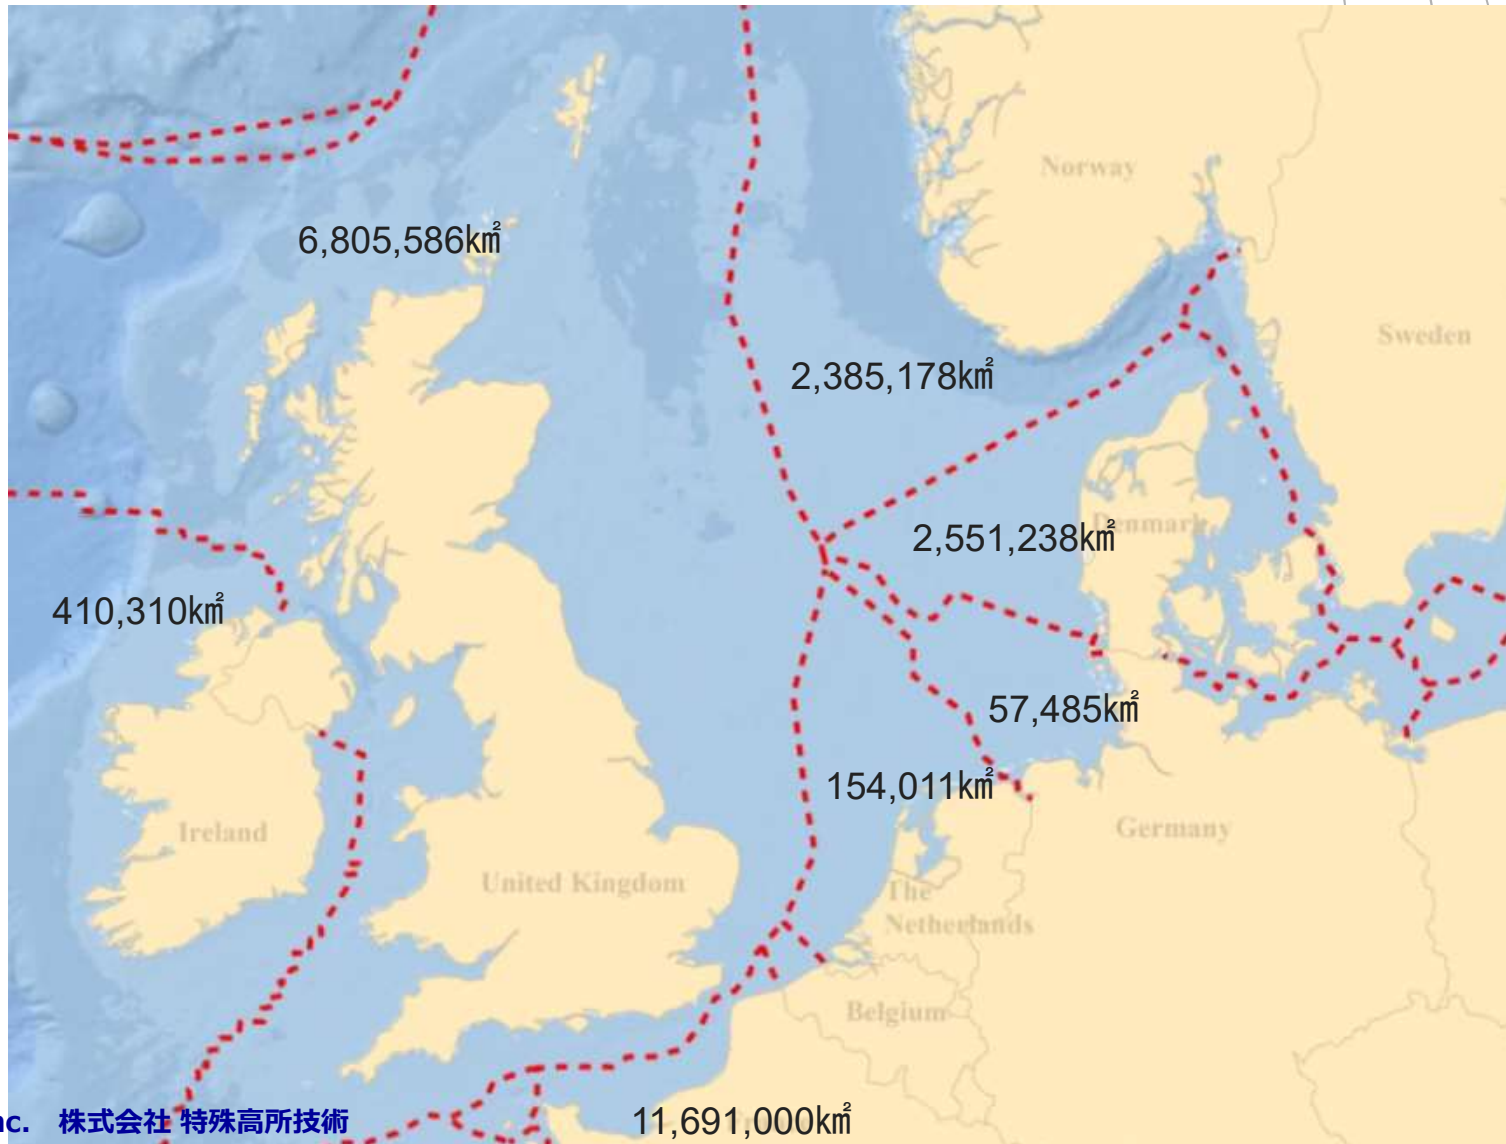 Norway
6,805,586k㎡
Sweden
2,385,178k㎡
Denmark
2,551,238k㎡
410,310k㎡
57,485k㎡
154,011k㎡
Ireland
Germany
United Kingdom
The
Netherlands
Belgium
nc. 株式会社 特殊高所技術
11,691,000k㎡